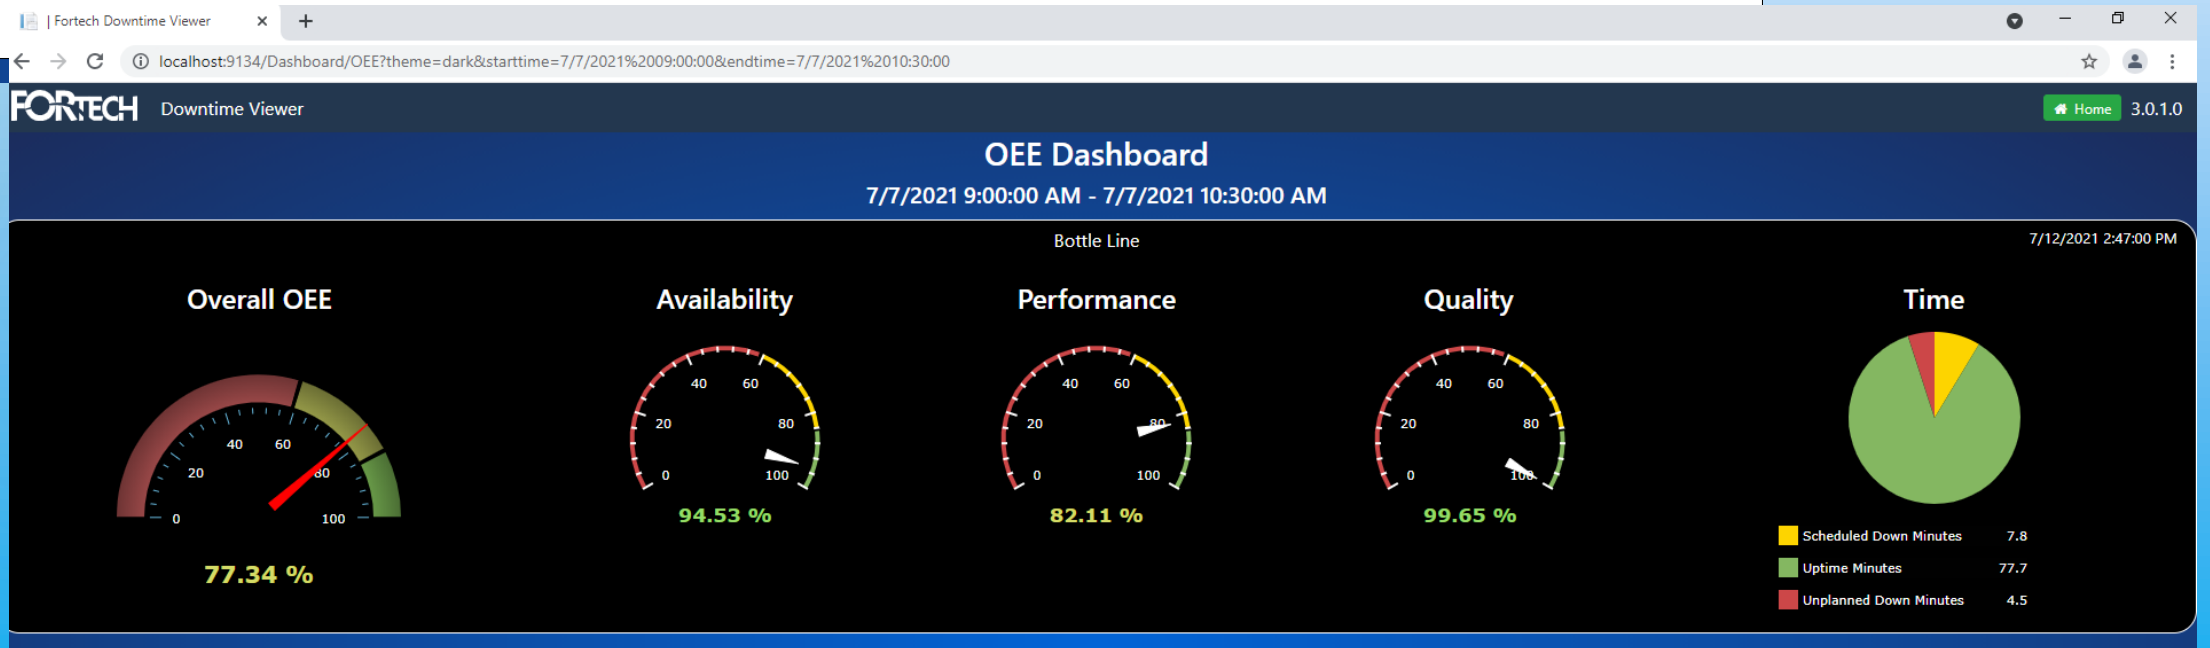 | Fortech Downtime Viewer
localhost:9134/Dashboard/OEE?theme=dark&starttime=7/7/2021%2009:00:00&endtime=7/7/2021%2010:30:00
FORTECH Downtime Viewer Home 3.0.1.0
OEE Dashboard
7/7/2021 9:00:00 AM - 7/7/2021 10:30:00 AM
Bottle Line 7/12/2021 2:47:00 PM
Overall OEE
0 20 40 60 80 100
77.34 %
Availability
0 20 40 60 80 100
94.53 %
Performance
0 20 40 60 80 100
82.11 %
Quality
0 20 40 60 80 100
99.65 %
Time
Scheduled Down Minutes 7.8
Uptime Minutes 77.7
Unplanned Down Minutes 4.5